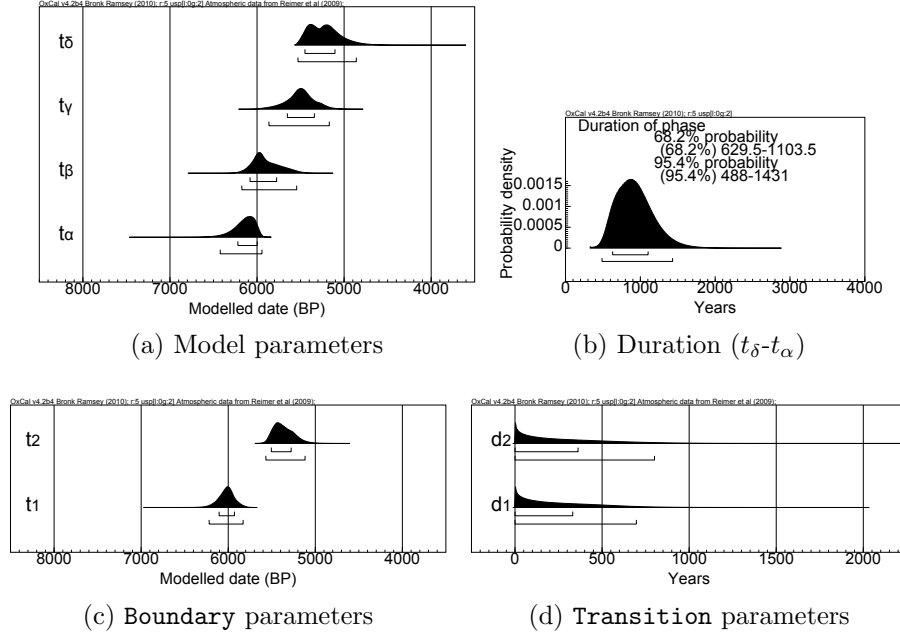 OxCal v4.2b4 Bronk Ramsey (2010); r:5 usp[l:0g:2] Atmospheric data from Reimer et al (2009);
tδ
tγ
tβ
tα
8000 7000 6000 5000 4000
Modelled date (BP)
(a) Model parameters
OxCal v4.2b4 Bronk Ramsey (2010); r:5 usp[l:0g:2]
Duration of phase
68.2% probability
(68.2%) 629.5-1103.5
95.4% probability
(95.4%) 488-1431
Probability density
0.0015
0.001
0.0005
0
0 1000 2000 3000 4000
Years
(b) Duration (tδ-tα)
OxCal v4.2b4 Bronk Ramsey (2010); r:5 usp[l:0g:2] Atmospheric data from Reimer et al (2009);
t2
t1
8000 7000 6000 5000 4000
Modelled date (BP)
(c) Boundary parameters
OxCal v4.2b4 Bronk Ramsey (2010); r:5 usp[l:0g:2] Atmospheric data from Reimer et al (2009);
d2
d1
0 500 1000 1500 2000
Years
(d) Transition parameters